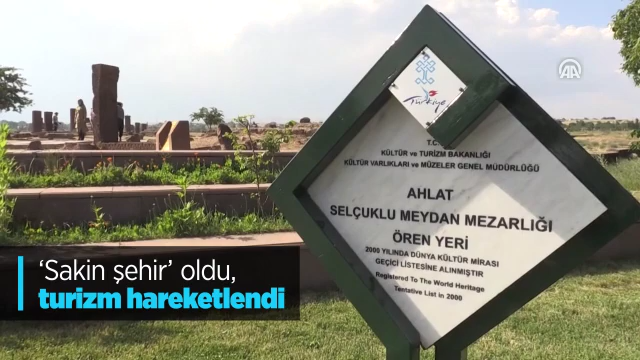 AA
Türkiye
T.C.
KÜLTÜR ve TURİZM BAKANLIĞI
KÜLTÜR VARLIKLARI ve MÜZELER GENEL MÜDÜRLÜĞÜ
AHLAT
SELÇUKLU MEYDAN MEZARLIĞI
ÖREN YERİ
2000 YILINDA DÜNYA KÜLTÜR MİRASI
GEÇİCİ LİSTESİNE ALINMIŞTIR
Registered To The World Heritage
Tentative List in 2000
‘Sakin şehir’ oldu,
turizm hareketlendi